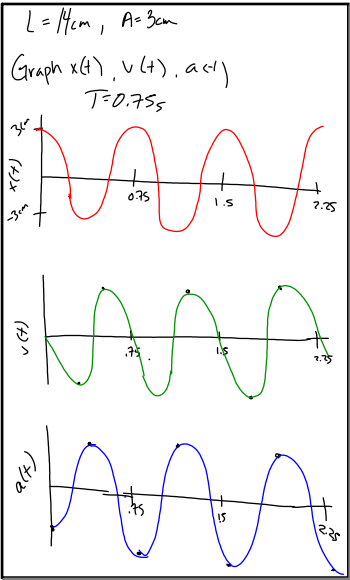 L = 14cm, A = 3cm
Graph x(t), v(t), a(t)
T = 0.75s
3cm
x(t)
-3cm
0.75
1.5
2.25
v(t)
.75
1.5
2.25
a(t)
.75
1.5
2.25